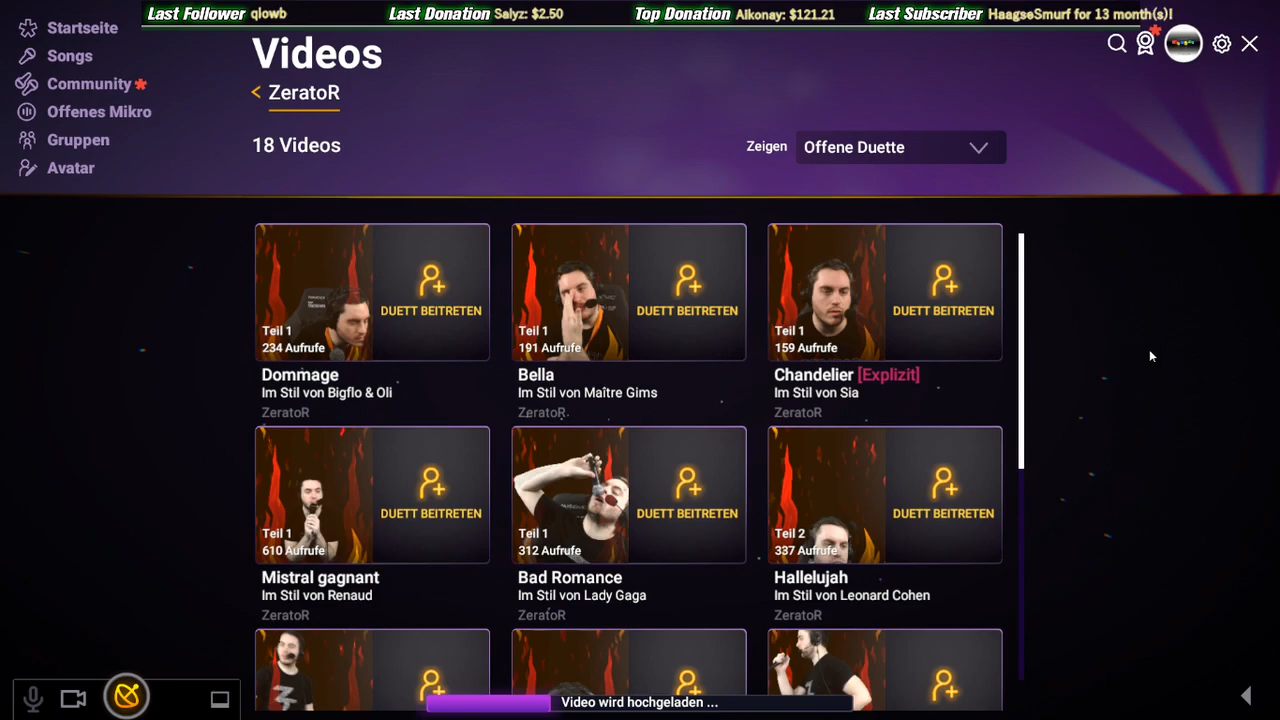 Last Follower qlowb Last Donation Salyz: $2.50 Top Donation Alkonay: $121.21 Last Subscriber HaagseSmurf for 13 month(s)!
Startseite
Songs
Community
Offenes Mikro
Gruppen
Avatar
Videos
< ZeratoR
18 Videos
Zeigen Offene Duette
Teil 1
234 Aufrufe
DUETT BEITRETEN
Dommage
Im Stil von Bigflo & Oli
ZeratoR
Teil 1
191 Aufrufe
DUETT BEITRETEN
Bella
Im Stil von Maître Gims
ZeratoR
Teil 1
159 Aufrufe
DUETT BEITRETEN
Chandelier [Explizit]
Im Stil von Sia
ZeratoR
Teil 1
610 Aufrufe
DUETT BEITRETEN
Mistral gagnant
Im Stil von Renaud
ZeratoR
Teil 1
312 Aufrufe
DUETT BEITRETEN
Bad Romance
Im Stil von Lady Gaga
ZeratoR
Teil 2
337 Aufrufe
DUETT BEITRETEN
Hallelujah
Im Stil von Leonard Cohen
ZeratoR
Video wird hochgeladen ...